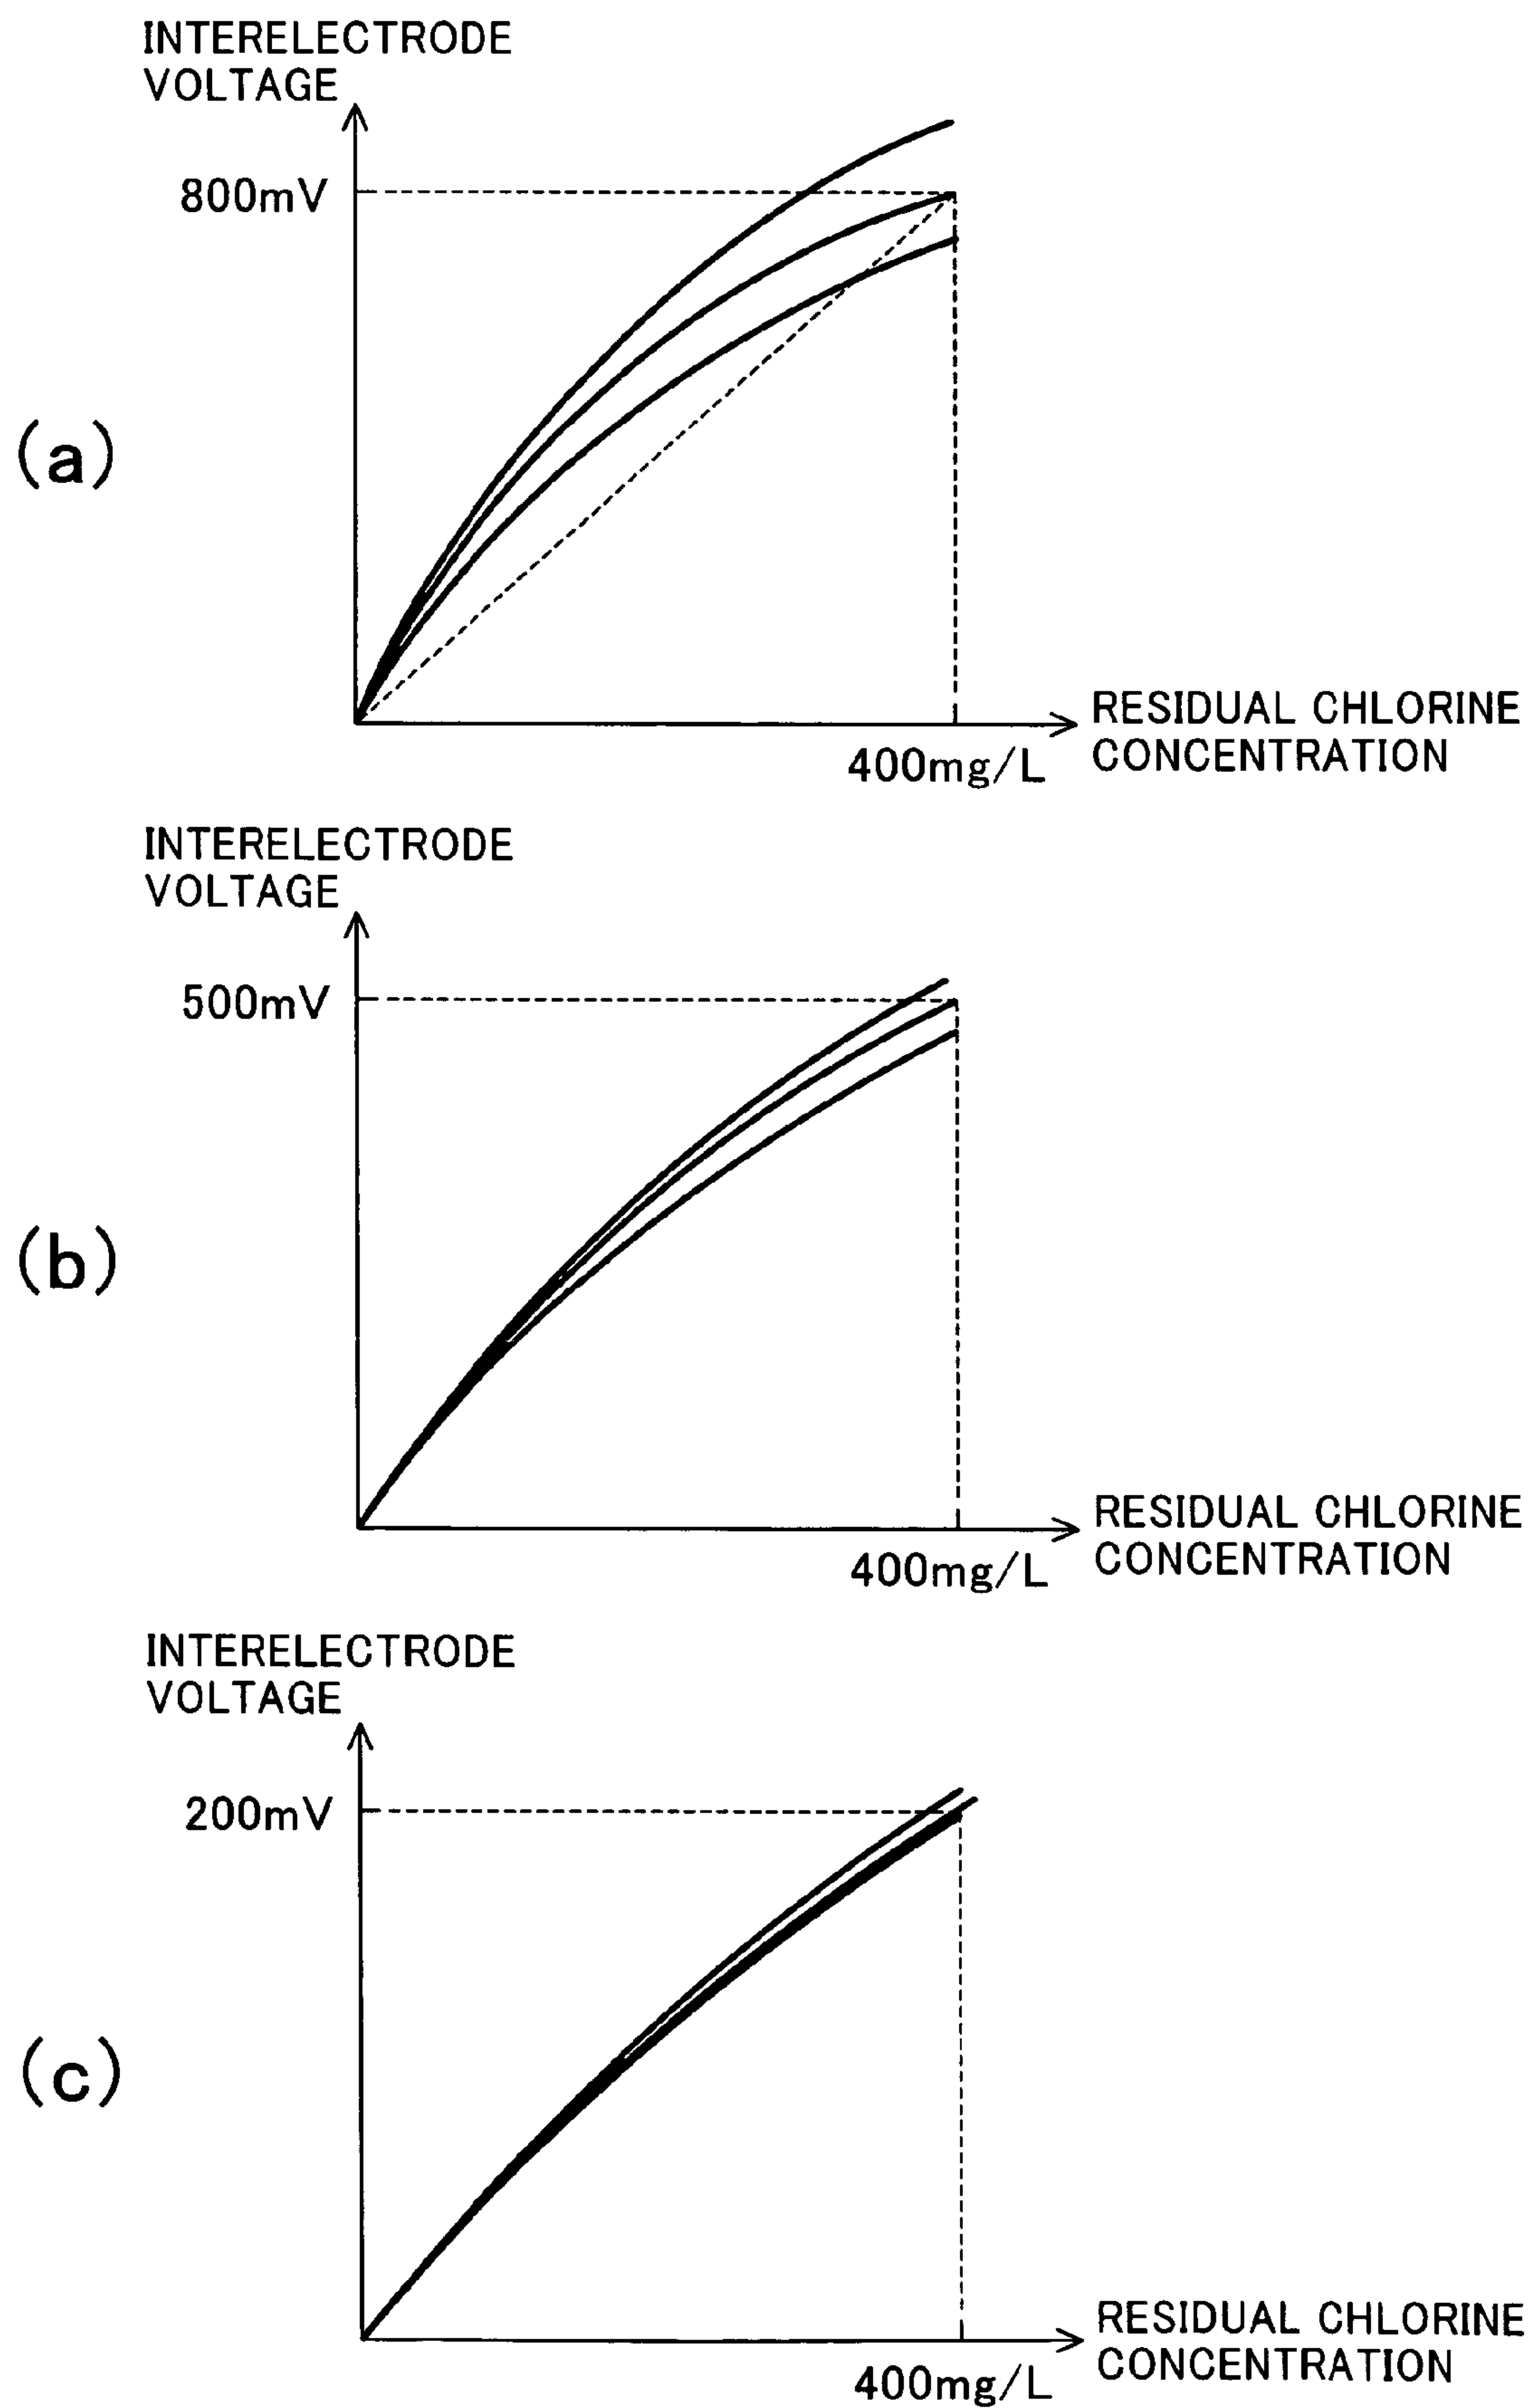 INTERELECTRODE
VOLTAGE
800mV
(a)
RESIDUAL CHLORINE
CONCENTRATION
400mg/L
INTERELECTRODE
VOLTAGE
500mV
(b)
RESIDUAL CHLORINE
CONCENTRATION
400mg/L
INTERELECTRODE
VOLTAGE
200mV
(c)
RESIDUAL CHLORINE
CONCENTRATION
400mg/L